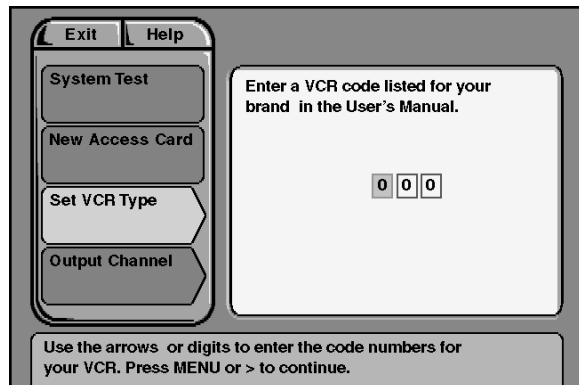 Exit Help
System Test
Enter a VCR code listed for your
brand in the User's Manual.
New Access Card
0 0 0
Set VCR Type
Output Channel
Use the arrows or digits to enter the code numbers for
your VCR. Press MENU or > to continue.